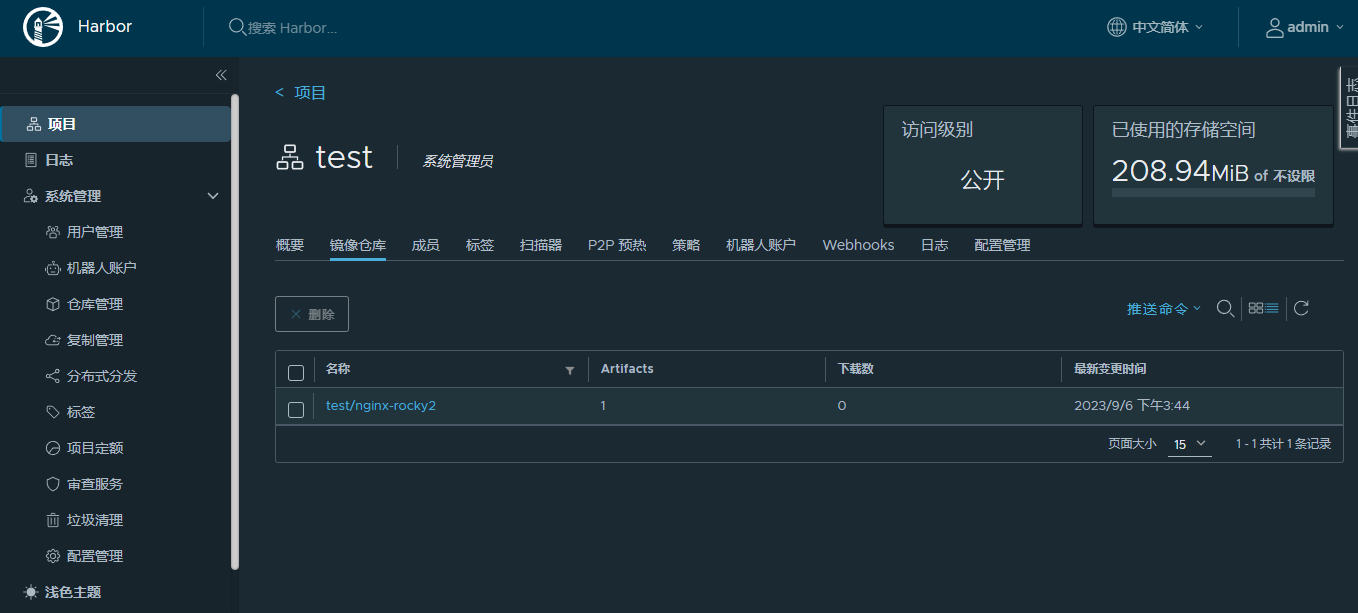 Harbor
搜索 Harbor...
中文简体
admin
项目
日志
系统管理
用户管理
机器人账户
仓库管理
复制管理
分布式分发
标签
项目定额
审查服务
垃圾清理
配置管理
浅色主题
< 项目
test 系统管理员
访问级别
公开
已使用的存储空间
208.94MiB of 不设限
事件日志
概要 镜像仓库 成员 标签 扫描器 P2P 预热 策略 机器人账户 Webhooks 日志 配置管理
删除
推送命令
名称 Artifacts 下载数 最新变更时间
test/nginx-rocky2 1 0 2023/9/6 下午3:44
页面大小 15 1 - 1 共计 1 条记录